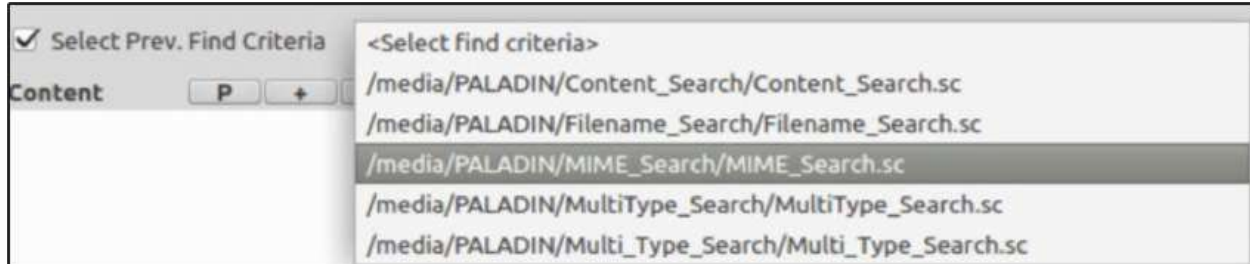 Select Prev. Find Criteria
<Select find criteria>
/media/PALADIN/Content_Search/Content_Search.sc
Content P +
/media/PALADIN/Filename_Search/Filename_Search.sc
/media/PALADIN/MIME_Search/MIME_Search.sc
/media/PALADIN/MultiType_Search/MultiType_Search.sc
/media/PALADIN/Multi_Type_Search/Multi_Type_Search.sc